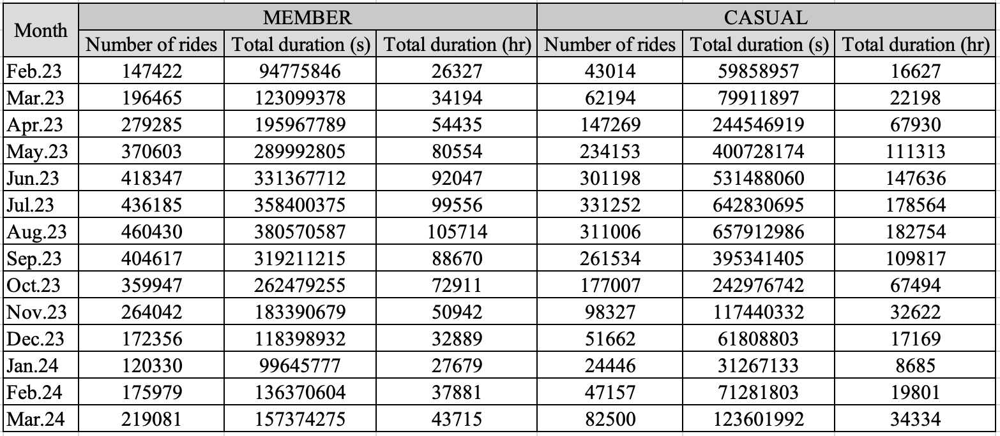 Month MEMBER CASUAL
Number of rides Total duration (s) Total duration (hr) Number of rides Total duration (s) Total duration (hr)
Feb.23 147422 94775846 26327 43014 59858957 16627
Mar.23 196465 123099378 34194 62194 79911897 22198
Apr.23 279285 195967789 54435 147269 244546919 67930
May.23 370603 289992805 80554 234153 400728174 111313
Jun.23 418347 331367712 92047 301198 531488060 147636
Jul.23 436185 358400375 99556 331252 642830695 178564
Aug.23 460430 380570587 105714 311006 657912986 182754
Sep.23 404617 319211215 88670 261534 395341405 109817
Oct.23 359947 262479255 72911 177007 242976742 67494
Nov.23 264042 183390679 50942 98327 117440332 32622
Dec.23 172356 118398932 32889 51662 61808803 17169
Jan.24 120330 99645777 27679 24446 31267133 8685
Feb.24 175979 136370604 37881 47157 71281803 19801
Mar.24 219081 157374275 43715 82500 123601992 34334